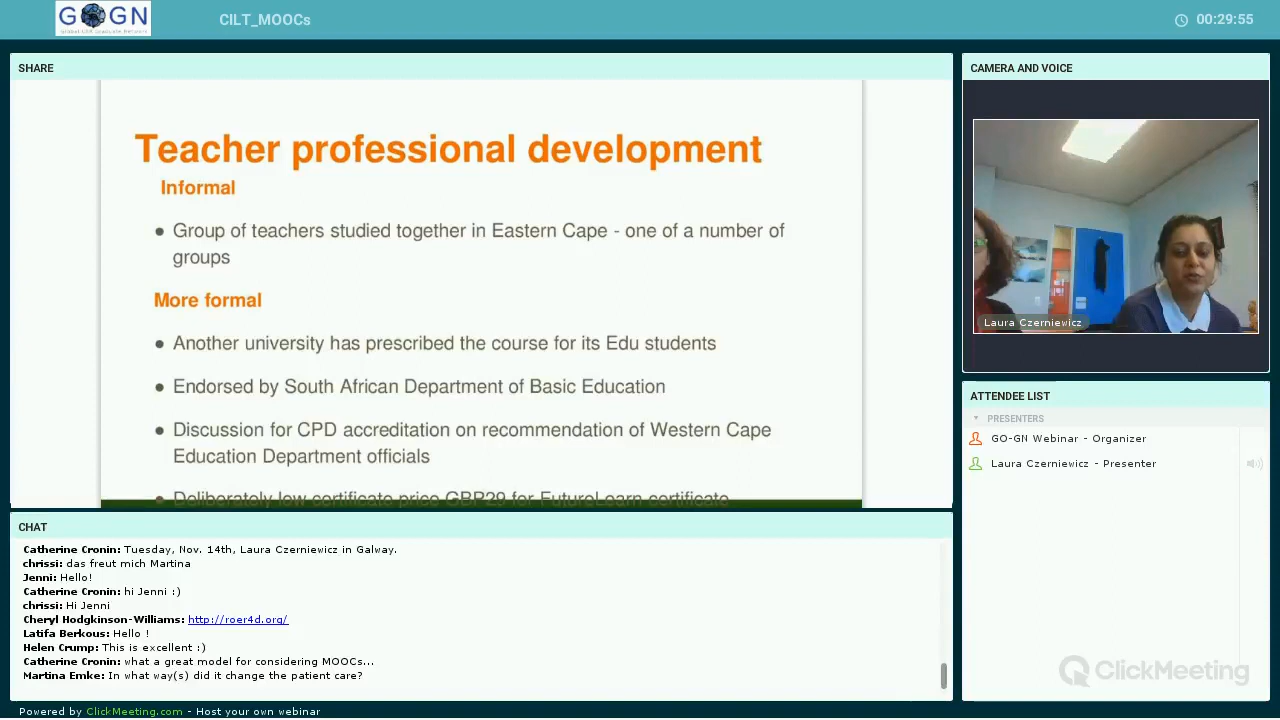 GOGN
CILT_MOOCs
00:29:55
SHARE
Teacher professional development
Informal
● Group of teachers studied together in Eastern Cape - one of a number of
groups
More formal
● Another university has prescribed the course for its Edu students
● Endorsed by South African Department of Basic Education
● Discussion for CPD accreditation on recommendation of Western Cape
Education Department officials
● Deliberately low certificate price GBP29 for FutureLearn certificate
CAMERA AND VOICE
Laura Czerniewicz
ATTENDEE LIST
PRESENTERS
GO-GN Webinar - Organizer
Laura Czerniewicz - Presenter
ClickMeeting
CHAT
Catherine Cronin: Tuesday, Nov. 14th, Laura Czerniewicz in Galway.
chrissi: das freut mich Martina
Jenni: Hello!
Catherine Cronin: hi Jenni :)
chrissi: Hi Jenni
Cheryl Hodgkinson-Williams: http://roer4d.org/
Latifa Berkous: Hello !
Helen Crump: This is excellent :)
Catherine Cronin: what a great model for considering MOOCs...
Martina Emke: In what way(s) did it change the patient care?
Powered by ClickMeeting.com - Host your own webinar